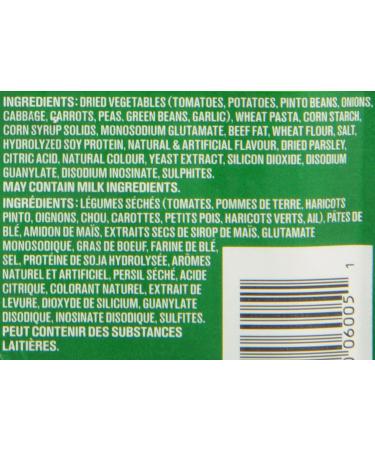 INGREDIENTS: DRIED VEGETABLES (TOMATOES, POTATOES, PINTO BEANS, ONIONS,
CABBAGE, CARROTS, PEAS, GREEN BEANS, GARLIC), WHEAT PASTA, CORN STARCH,
CORN SYRUP SOLIDS, MONOSODIUM GLUTAMATE, BEEF FAT, WHEAT FLOUR, SALT,
HYDROLYZED SOY PROTEIN, NATURAL & ARTIFICIAL FLAVOUR, DRIED PARSLEY,
CITRIC ACID, NATURAL COLOUR, YEAST EXTRACT, SILICON DIOXIDE, DISODIUM
GUANYLATE, DISODIUM INOSINATE, SULPHITES.
MAY CONTAIN MILK INGREDIENTS.
INGRÉDIENTS: LÉGUMES SÉCHÉS (TOMATES, POMMES DE TERRE, HARICOTS
PINTO, OIGNONS, CHOU, CAROTTES, PETITS POIS, HARICOTS VERTS, AIL), PÂTES DE
BLÉ, AMIDON DE MAÏS, EXTRAITS SECS DE SIROP DE MAÏS, GLUTAMATE
MONOSODIQUE, GRAS DE BOEUF, FARINE DE BLÉ,
SEL, PROTÉINE DE SOJA HYDROLYSÉE, ARÔMES
NATUREL ET ARTIFICIEL, PERSIL SÉCHÉ, ACIDE
CITRIQUE, COLORANT NATUREL, EXTRAIT DE
LEVURE, DIOXYDE DE SILICIUM, GUANYLATE
DISODIQUE, INOSINATE DISODIQUE, SULFITES.
PEUT CONTENIR DES SUBSTANCES
LAITIÈRES.
06005 1